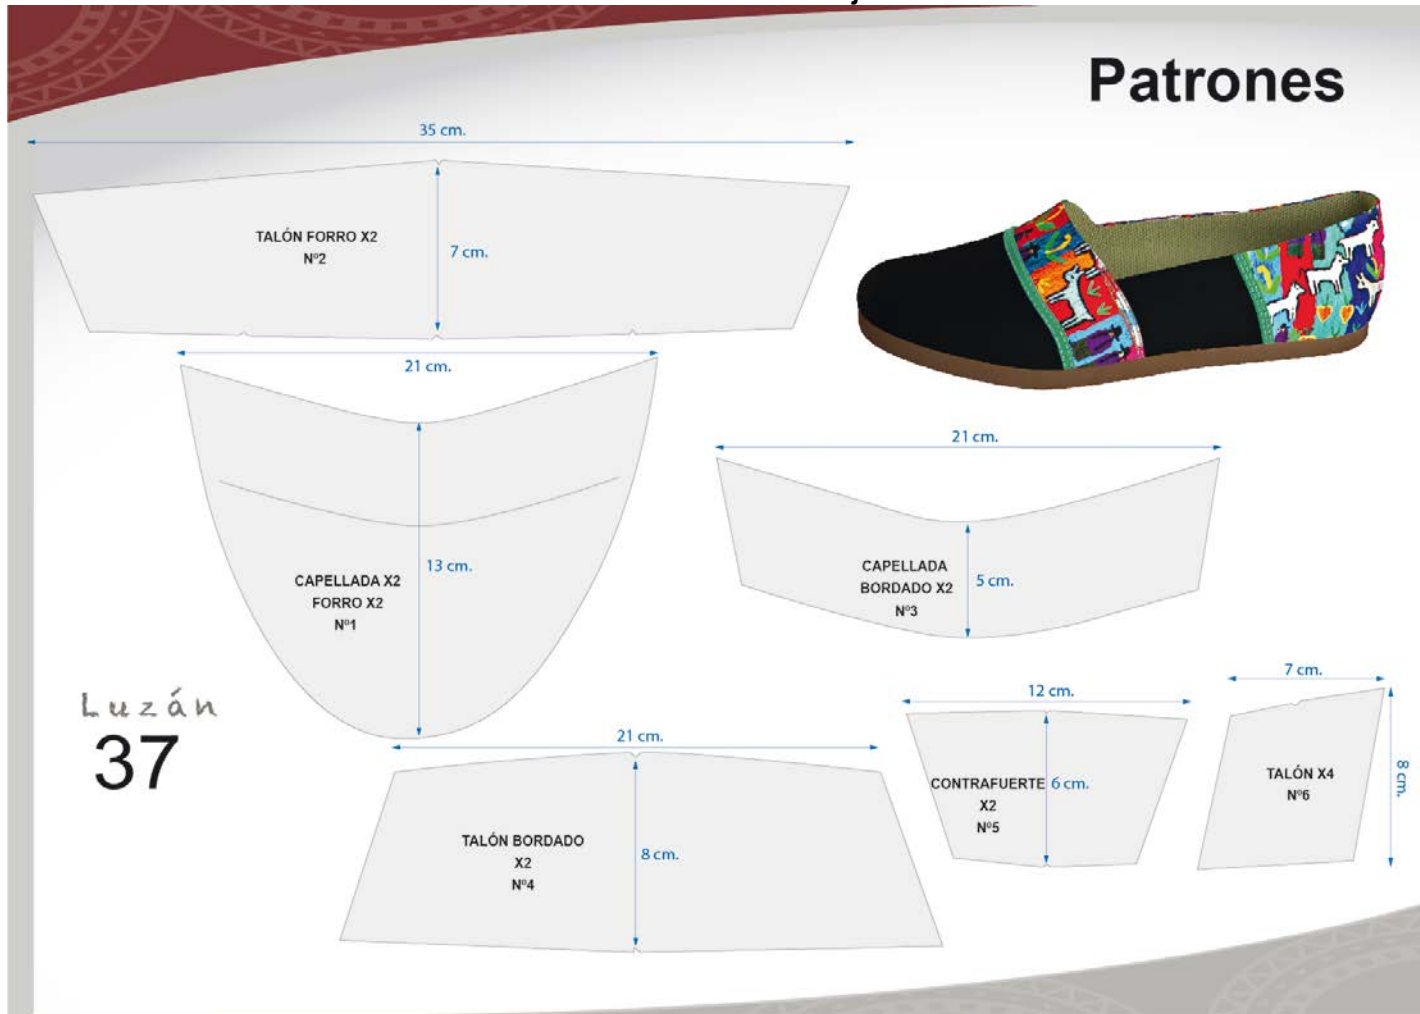 Patrones
35 cm.
TALÓN FORRO X2
Nº2
7 cm.
21 cm.
13 cm.
CAPELLADA X2
FORRO X2
Nº1
21 cm.
CAPELLADA
BORDADO X2
Nº3
5 cm.
Luzán
37
21 cm.
TALÓN BORDADO
X2
Nº4
8 cm.
12 cm.
CONTRAFUERTE
X2
Nº5
6 cm.
7 cm.
TALÓN X4
Nº6
8 cm.